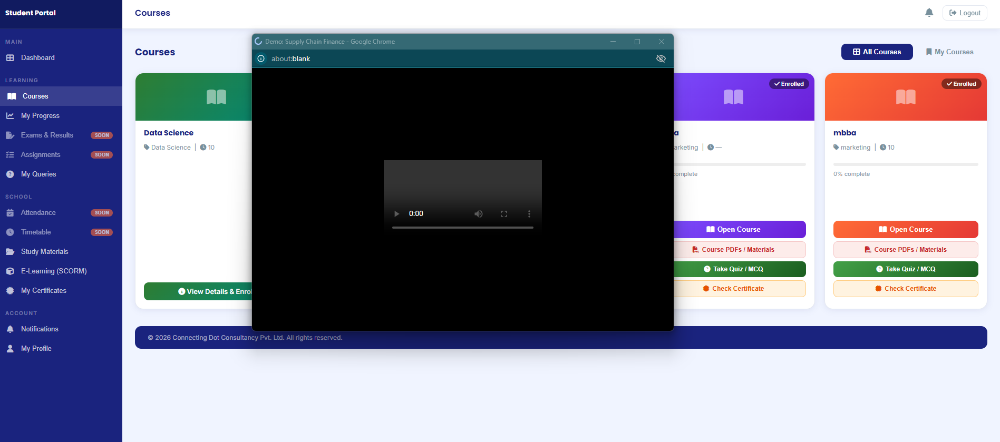 Student Portal
MAIN
Dashboard
LEARNING
Courses
My Progress
Exams & Results SOON
Assignments SOON
My Queries
SCHOOL
Attendance SOON
Timetable SOON
Study Materials
E-Learning (SCORM)
My Certificates
ACCOUNT
Notifications
My Profile
Courses
Logout
Courses
All Courses
My Courses
Data Science
Data Science | 10
View Details & Enrol
Demo: Supply Chain Finance - Google Chrome
about:blank
0:00
Enrolled
a
arketing | —
complete
Open Course
Course PDFs / Materials
Take Quiz / MCQ
Check Certificate
Enrolled
mbba
marketing | 10
0% complete
Open Course
Course PDFs / Materials
Take Quiz / MCQ
Check Certificate
© 2026 Connecting Dot Consultancy Pvt. Ltd. All rights reserved.